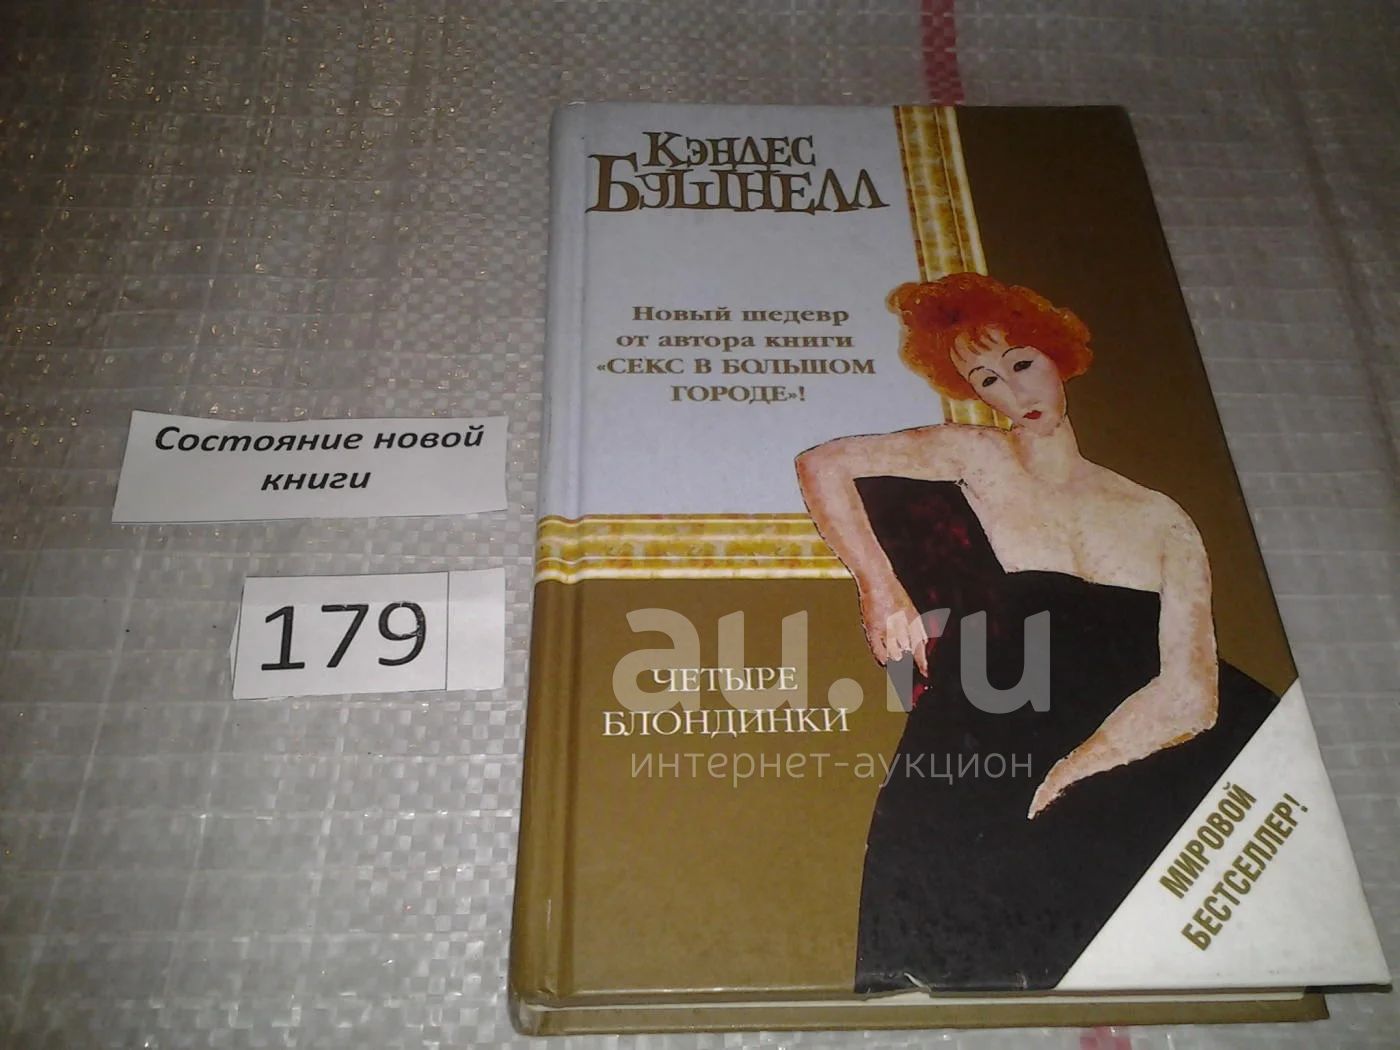 Кэндес
Бушнелл
Новый шедевр
от автора книги
«СЕКС В БОЛЬШОМ
ГОРОДЕ»!
Состояние новой
книги
179
au.ru
ЧЕТЫРЕ
БЛОНДИНКИ
интернет-аукцион
МИРОВОЙ
БЕСТСЕЛЛЕР!